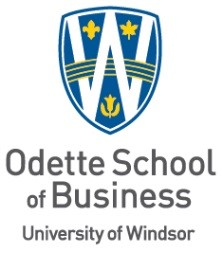 W
Odette School
of Business
University of Windsor